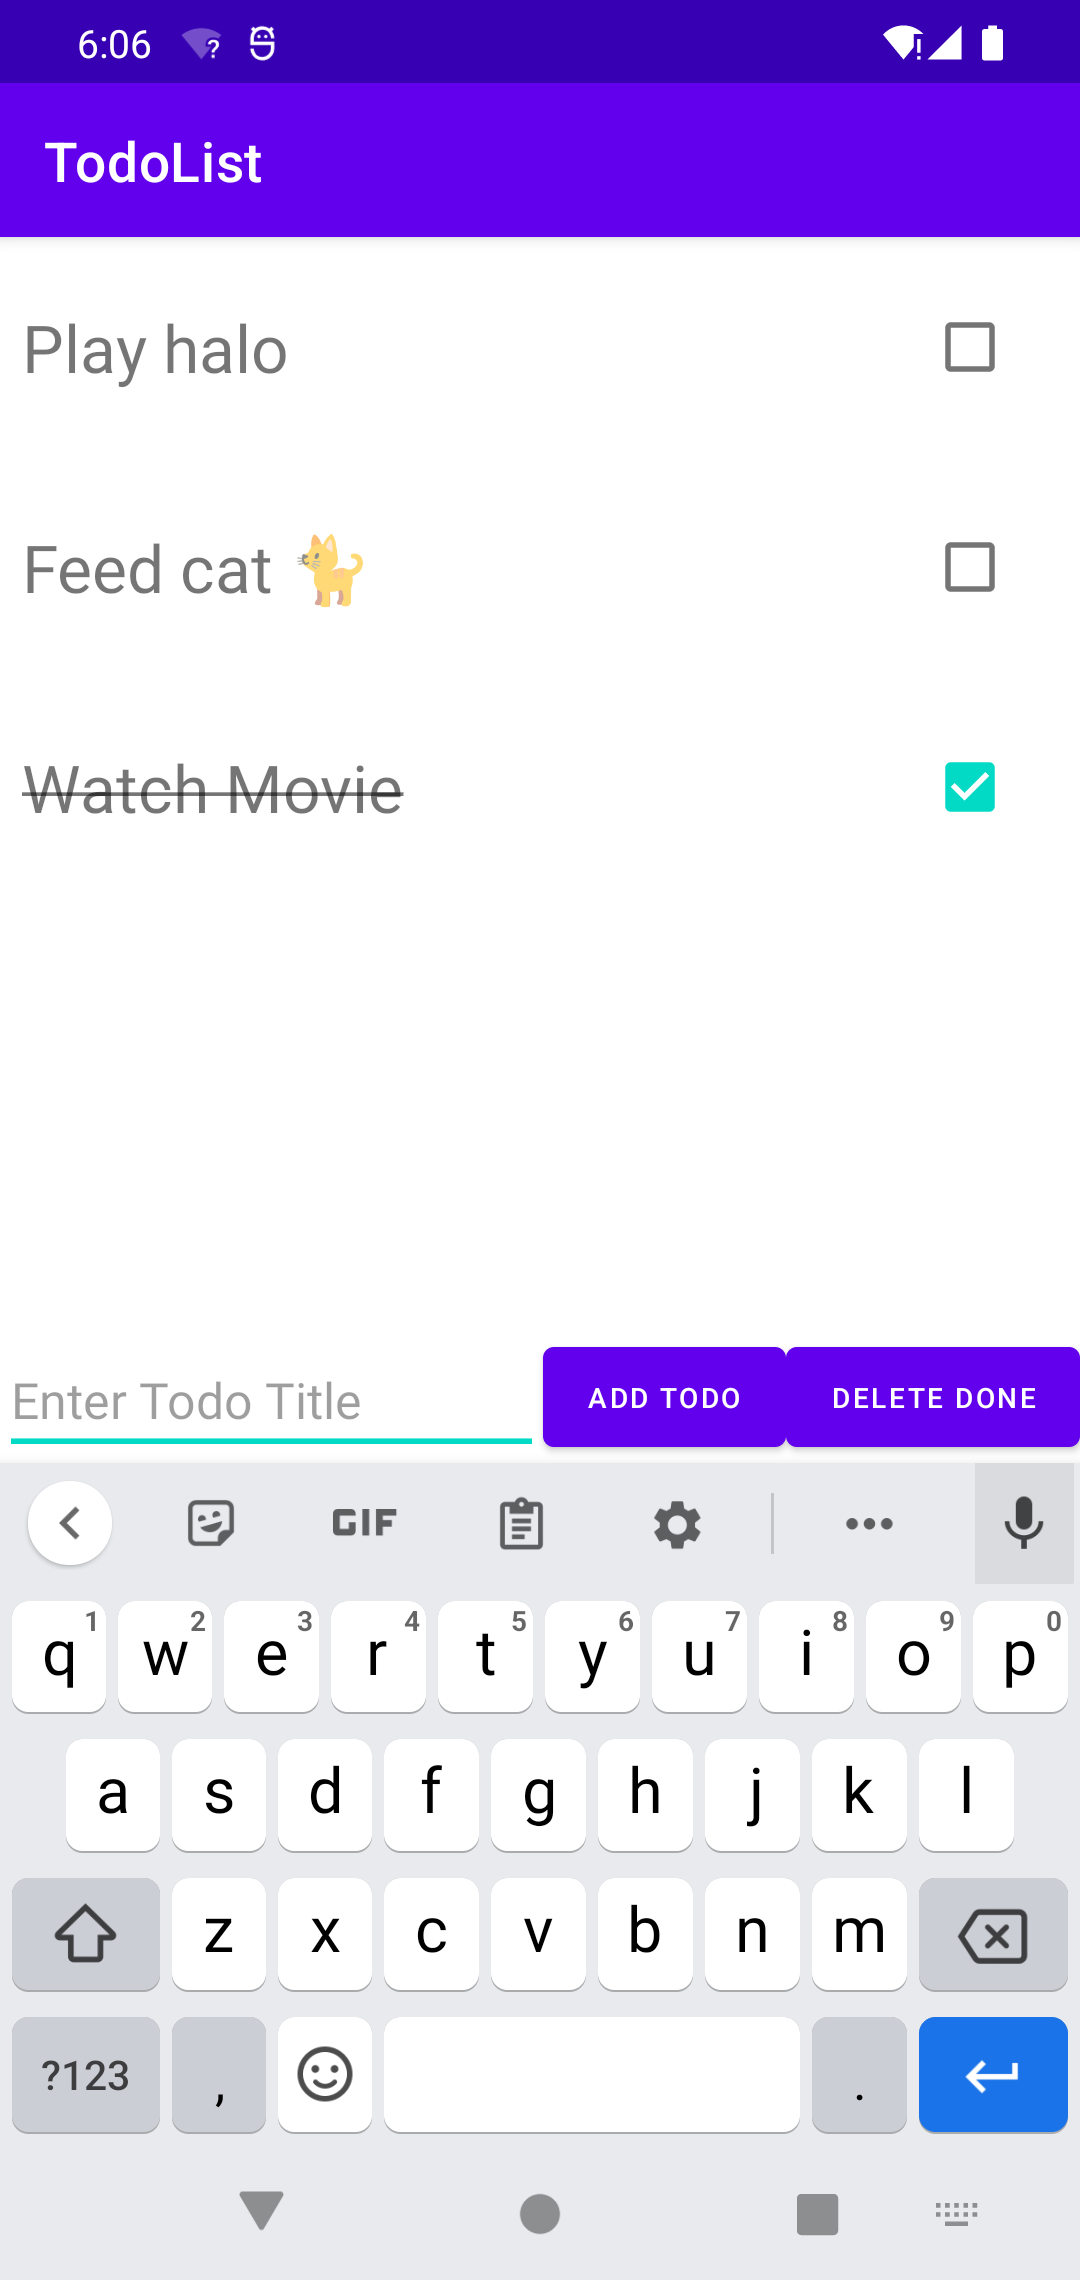 6:06
TodoList
Play halo
Feed cat 🐈
Watch Movie
Enter Todo Title
ADD TODO
DELETE DONE
GIF
q 1 w 2 e 3 r 4 t 5 y 6 u 7 i 8 o 9 p 0
a s d f g h j k l
z x c v b n m
?123 , .